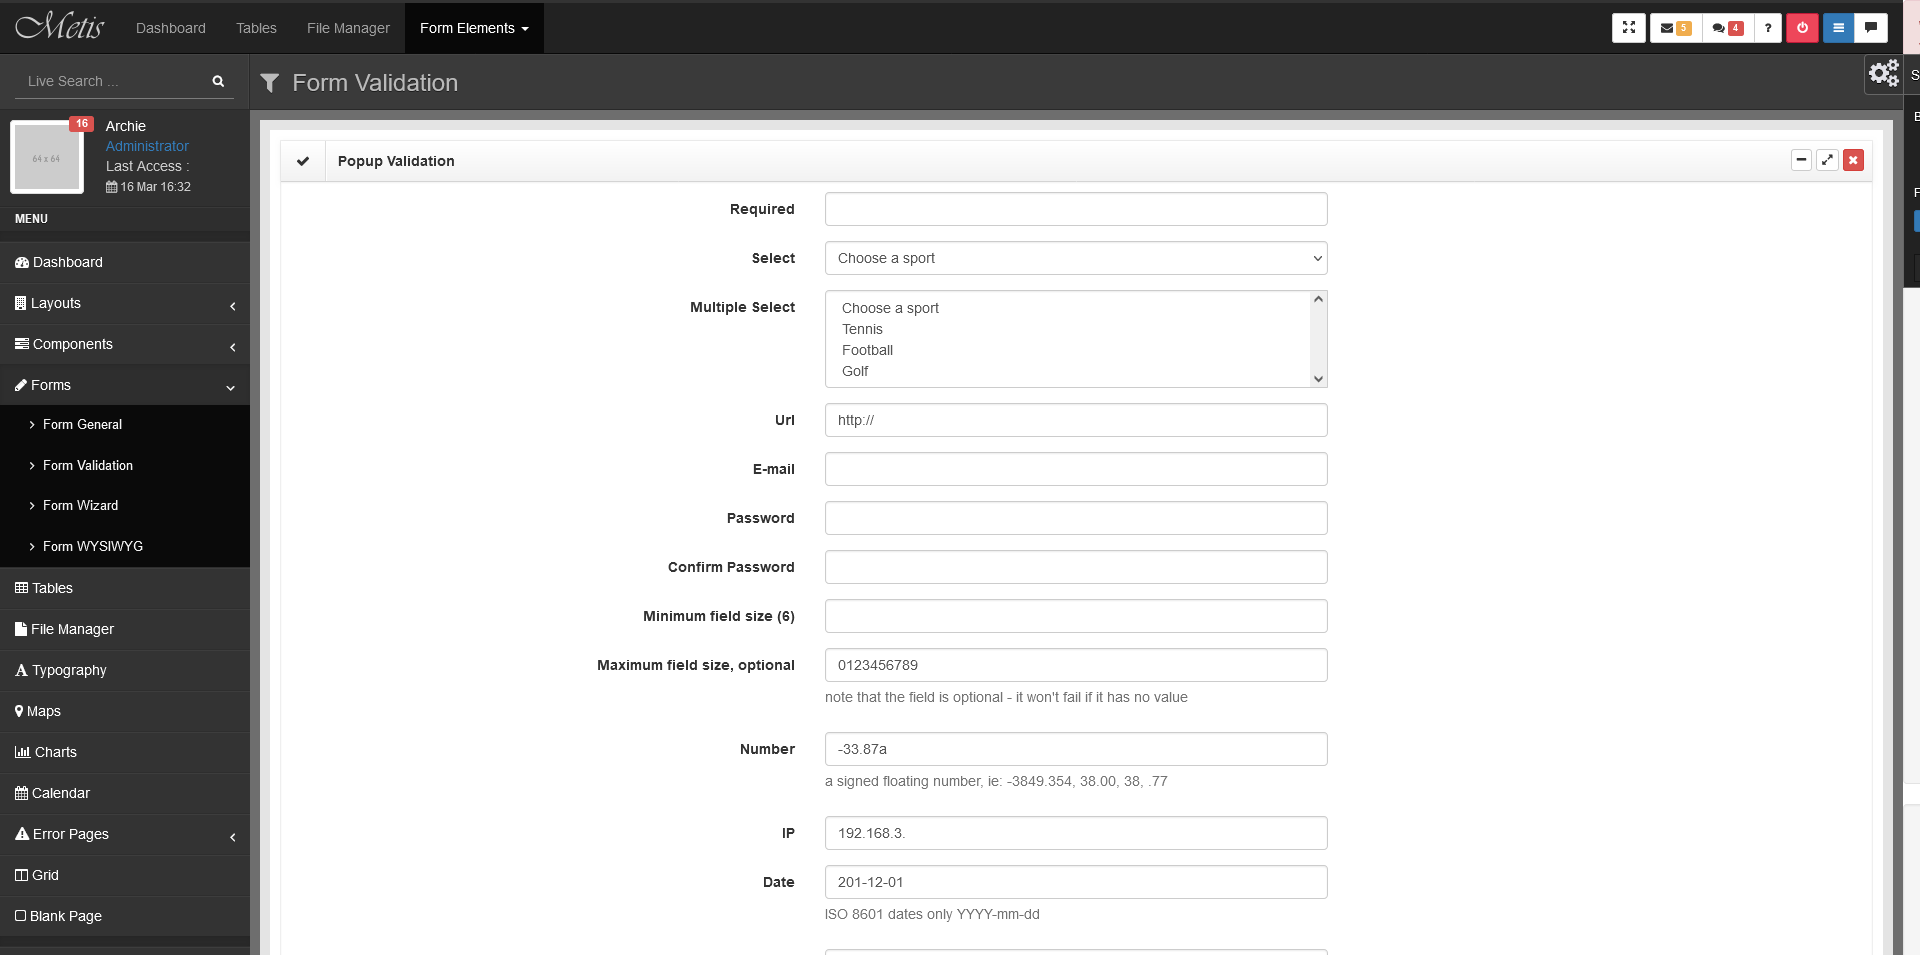 Metis
Dashboard
Tables
File Manager
Form Elements
5
4
?
Live Search ...
Form Validation
S
64 x 64
16
Archie
Administrator
Last Access :
16 Mar 16:32
MENU
Dashboard
Layouts
Components
Forms
Form General
Form Validation
Form Wizard
Form WYSIWYG
Tables
File Manager
Typography
Maps
Charts
Calendar
Error Pages
Grid
Blank Page
Popup Validation
Required
Select
Choose a sport
Multiple Select
Choose a sport
Tennis
Football
Golf
Url
http://
E-mail
Password
Confirm Password
Minimum field size (6)
Maximum field size, optional
0123456789
note that the field is optional - it won't fail if it has no value
Number
-33.87a
a signed floating number, ie: -3849.354, 38.00, 38, .77
IP
192.168.3.
Date
201-12-01
ISO 8601 dates only YYYY-mm-dd